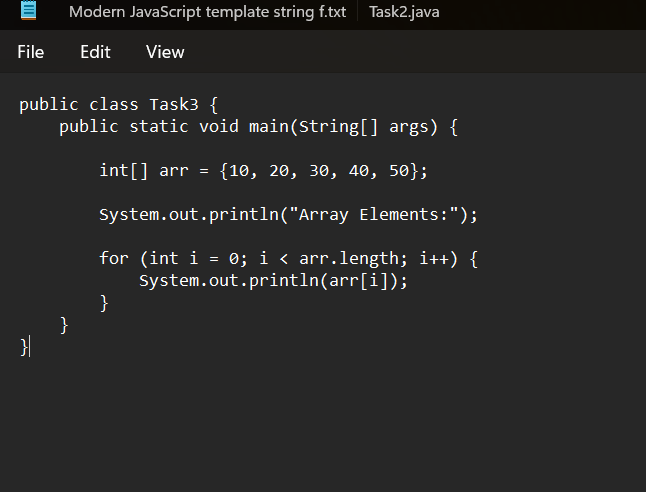 Modern JavaScript template string f.txt Task2.java
File Edit View
public class Task3 {
    public static void main(String[] args) {

        int[] arr = {10, 20, 30, 40, 50};

        System.out.println("Array Elements:");

        for (int i = 0; i < arr.length; i++) {
            System.out.println(arr[i]);
        }
    }
}